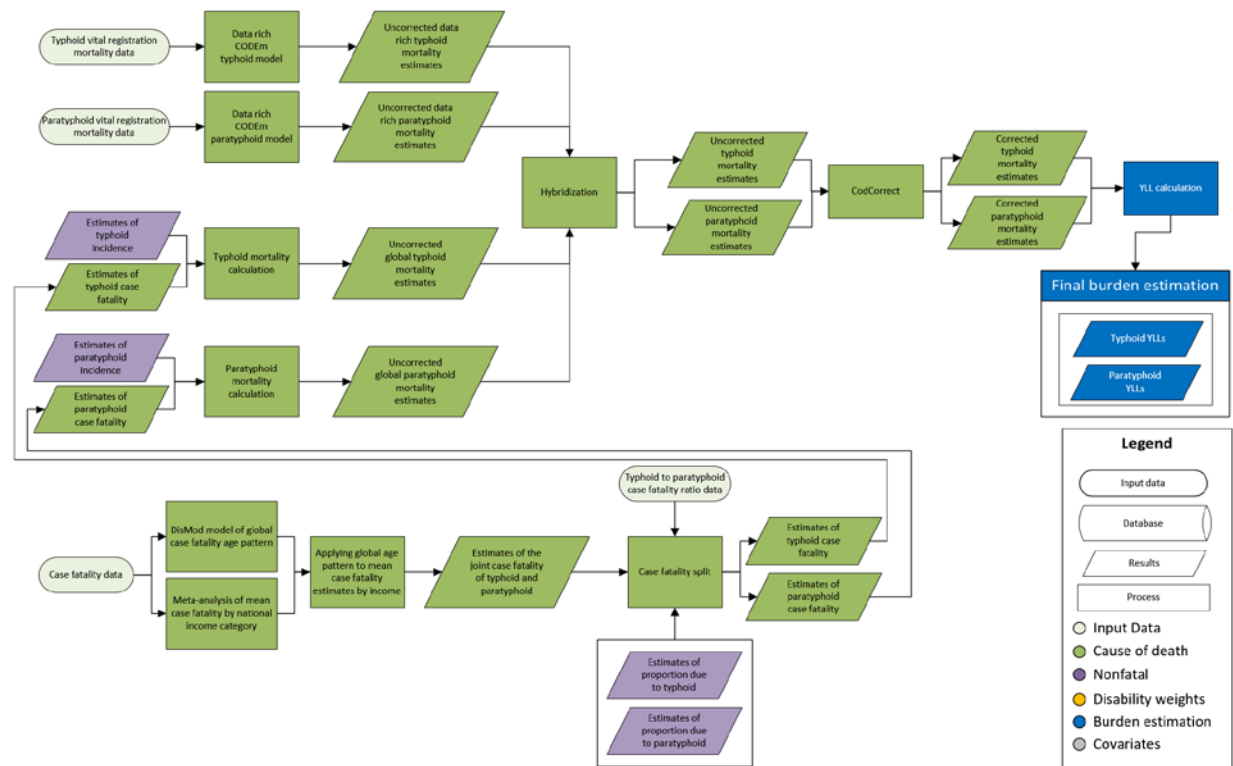 Typhoid vital registration
mortality data
Data rich
CODEm
typhoid model
Uncorrected data
rich typhoid
mortality
estimates
Paratyphoid vital registration
mortality data
Data rich
CODEm
paratyphoid model
Uncorrected data
rich paratyphoid
mortality
estimates
Hybridization
Uncorrected
typhoid
mortality
estimates
Uncorrected
paratyphoid
mortality
estimates
CodCorrect
Corrected
typhoid
mortality
estimates
Corrected
paratyphoid
mortality
estimates
YLL calculation
Estimates of
typhoid
incidence
Estimates of
typhoid case
fatality
Typhoid mortality
calculation
Uncorrected
global typhoid
mortality
estimates
Estimates of
paratyphoid
incidence
Estimates of
paratyphoid
case fatality
Paratyphoid
mortality
calculation
Uncorrected
global paratyphoid
mortality
estimates
Final burden estimation
Typhoid YLLs
Paratyphoid
YLLs
Case fatality data
DisMod model of global
case fatality age pattern
Meta-analysis of mean
case fatality by national
income category
Applying global age
pattern to mean
case fatality
estimates by income
Estimates of the
joint case fatality
of typhoid and
paratyphoid
Typhoid to paratyphoid
case fatality ratio data
Case fatality split
Estimates of
typhoid case
fatality
Estimates of
paratyphoid
case fatality
Estimates of
proportion due
to typhoid
Estimates of
proportion due
to paratyphoid
Legend
Input data
Database
Results
Process
Input Data
Cause of death
Nonfatal
Disability weights
Burden estimation
Covariates